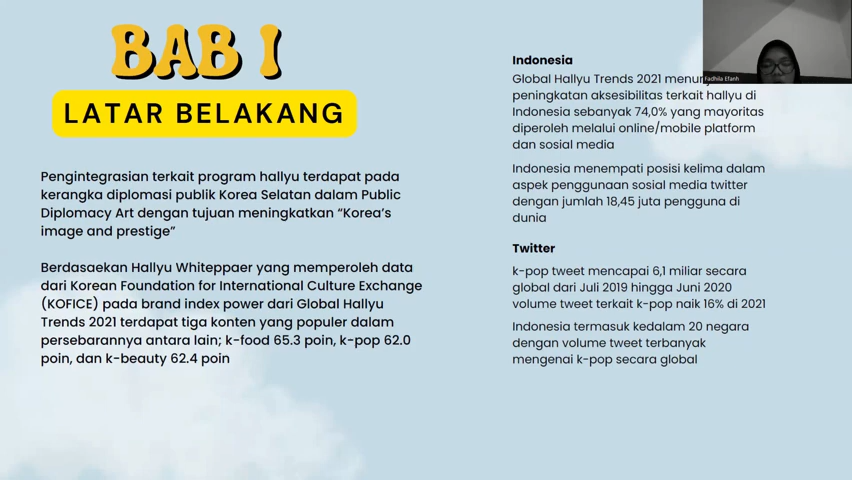 BAB I
LATAR BELAKANG
Pengintegrasian terkait program hallyu terdapat pada
kerangka diplomasi publik Korea Selatan dalam Public
Diplomacy Art dengan tujuan meningkatkan “Korea’s
image and prestige”
Berdasaekan Hallyu Whiteppaer yang memperoleh data
dari Korean Foundation for International Culture Exchange
(KOFICE) pada brand index power dari Global Hallyu
Trends 2021 terdapat tiga konten yang populer dalam
persebarannya antara lain; k-food 65.3 poin, k-pop 62.0
poin, dan k-beauty 62.4 poin
Indonesia
Global Hallyu Trends 2021
peningkatan aksesibilitas terkait hallyu di
Indonesia sebanyak 74,0% yang mayoritas
diperoleh melalui online/mobile platform
dan sosial media
Indonesia menempati posisi kelima dalam
aspek penggunaan sosial media twitter
dengan jumlah 18,45 juta pengguna di
dunia
Twitter
k-pop tweet mencapai 6,1 miliar secara
global dari Juli 2019 hingga Juni 2020
volume tweet terkait k-pop naik 16% di 2021
Indonesia termasuk kedalam 20 negara
dengan volume tweet terbanyak
mengenai k-pop secara global